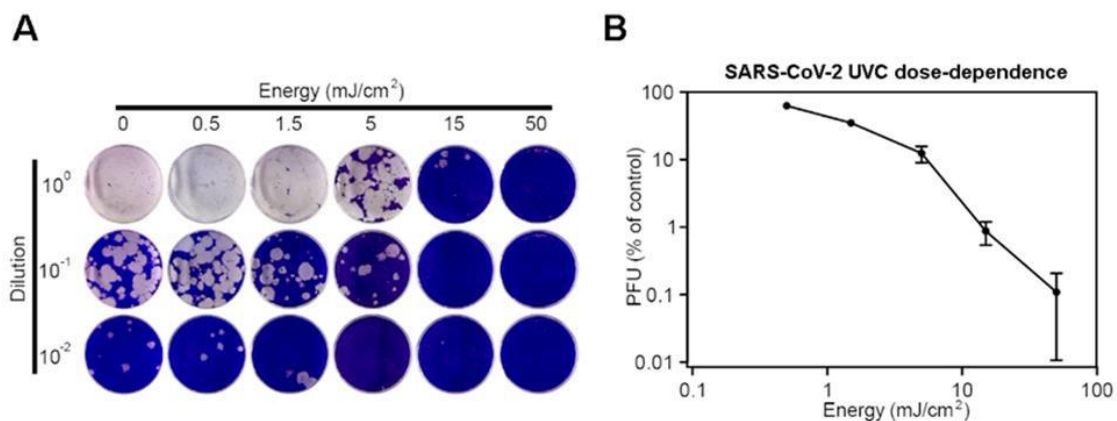 A
Energy (mJ/cm²)
0 0.5 1.5 5 15 50
Dilution
10⁰
10⁻¹
10⁻²
B
SARS-CoV-2 UVC dose-dependence
PFU (% of control)
100
10
1
0.1
0.01
0.1 1 10 100
Energy (mJ/cm²)